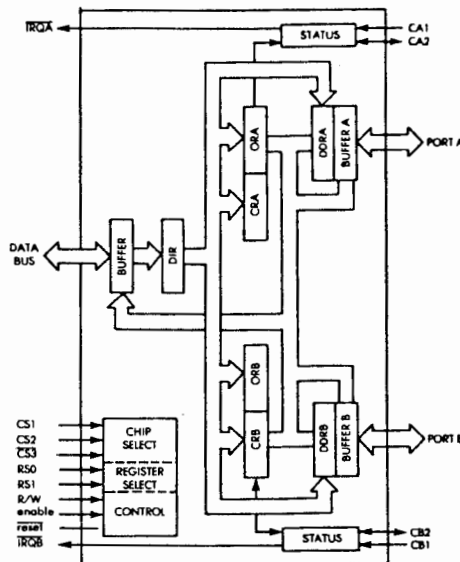 IRQA
STATUS
CA1
CA2
ORA
CRA
DDRA
BUFFER A
PORT A
DATA
BUS
BUFFER
DIR
ORB
CRB
DDRB
BUFFER B
PORT B
CS1
CS2
CS3
RS0
RS1
R/W
enable
reset
IRQB
CHIP
SELECT
REGISTER
SELECT
CONTROL
STATUS
CB2
CB1